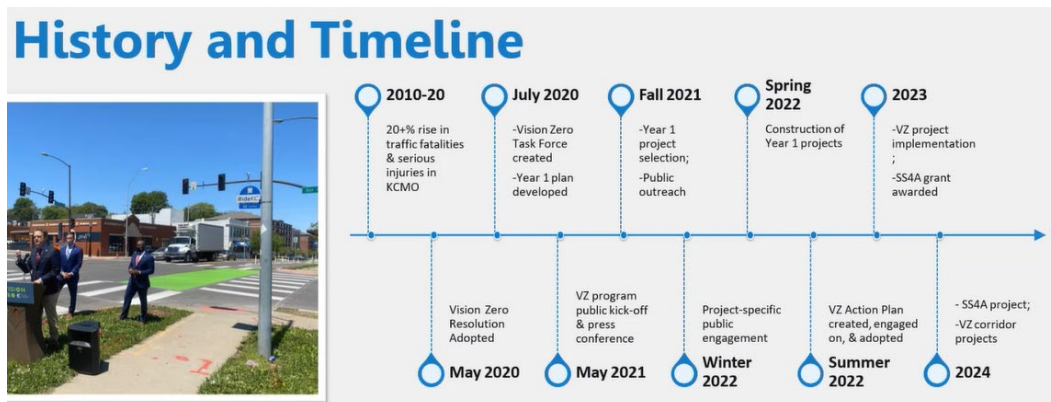 History and Timeline
2010-20
20+% rise in
traffic fatalities
& serious
injuries in
KCMO
July 2020
-Vision Zero
Task Force
created
-Year 1 plan
developed
Fall 2021
-Year 1
project
selection;
-Public
outreach
Spring
2022
Construction of
Year 1 projects
2023
-VZ project
implementation
;
-SS4A grant
awarded
Vision Zero
Resolution
Adopted
May 2020
VZ program
public kick-off
& press
conference
May 2021
Project-specific
public
engagement
Winter
2022
VZ Action Plan
created, engaged
on, & adopted
Summer
2022
- SS4A project;
-VZ corridor
projects
2024